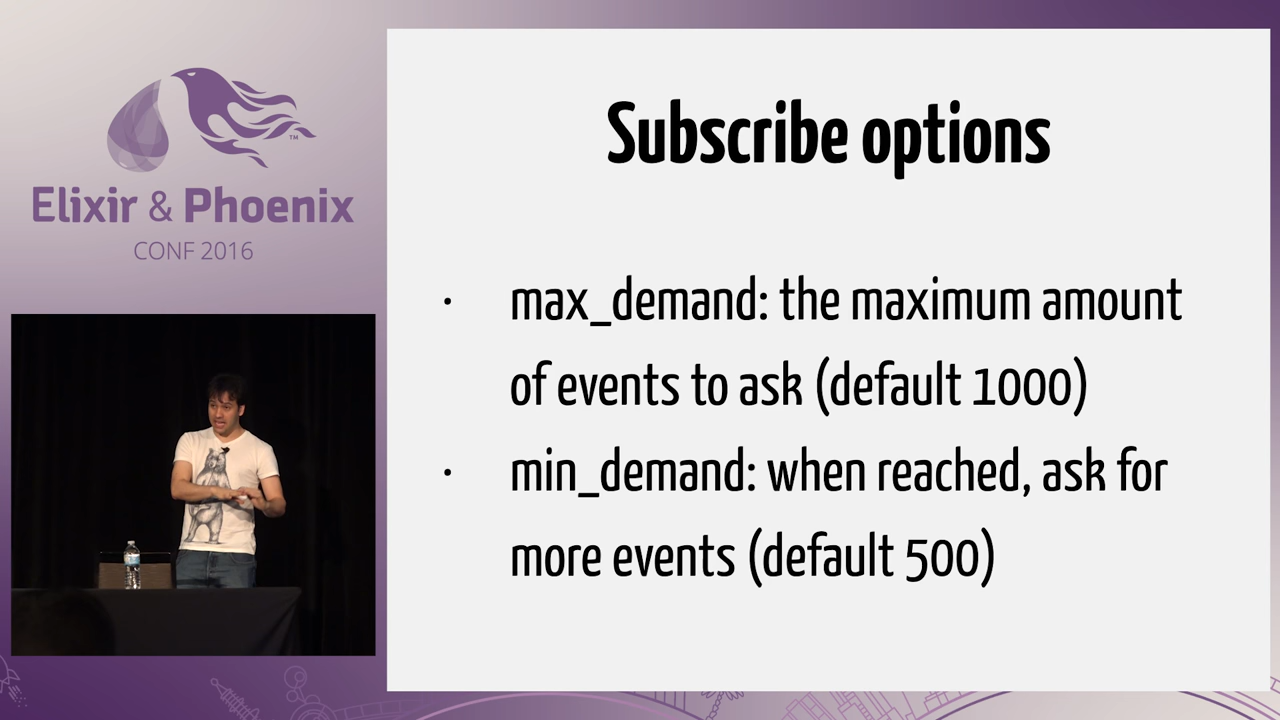 Elixir & Phoenix
™
CONF 2016
Subscribe options
· max_demand: the maximum amount
of events to ask (default 1000)
· min_demand: when reached, ask for
more events (default 500)